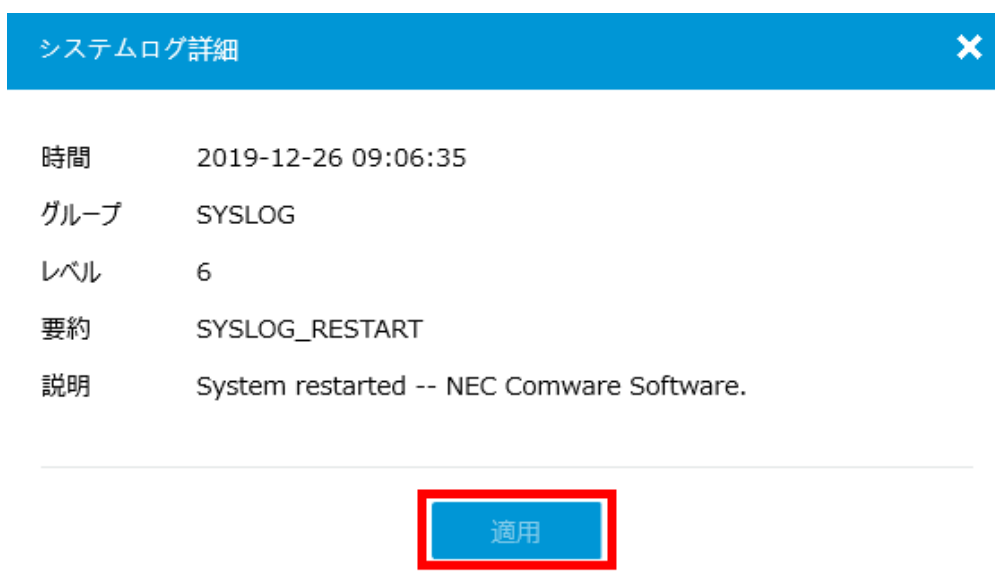 システムログ詳細
時間 2019-12-26 09:06:35
グループ SYSLOG
レベル 6
要約 SYSLOG_RESTART
説明 System restarted -- NEC Comware Software.
適用